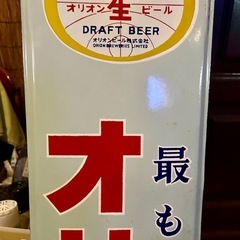 オリオン 生 ビール
DRAFT BEER
オリオンビール株式会社
ORION BREWERIES LIMITED
最も
オリ